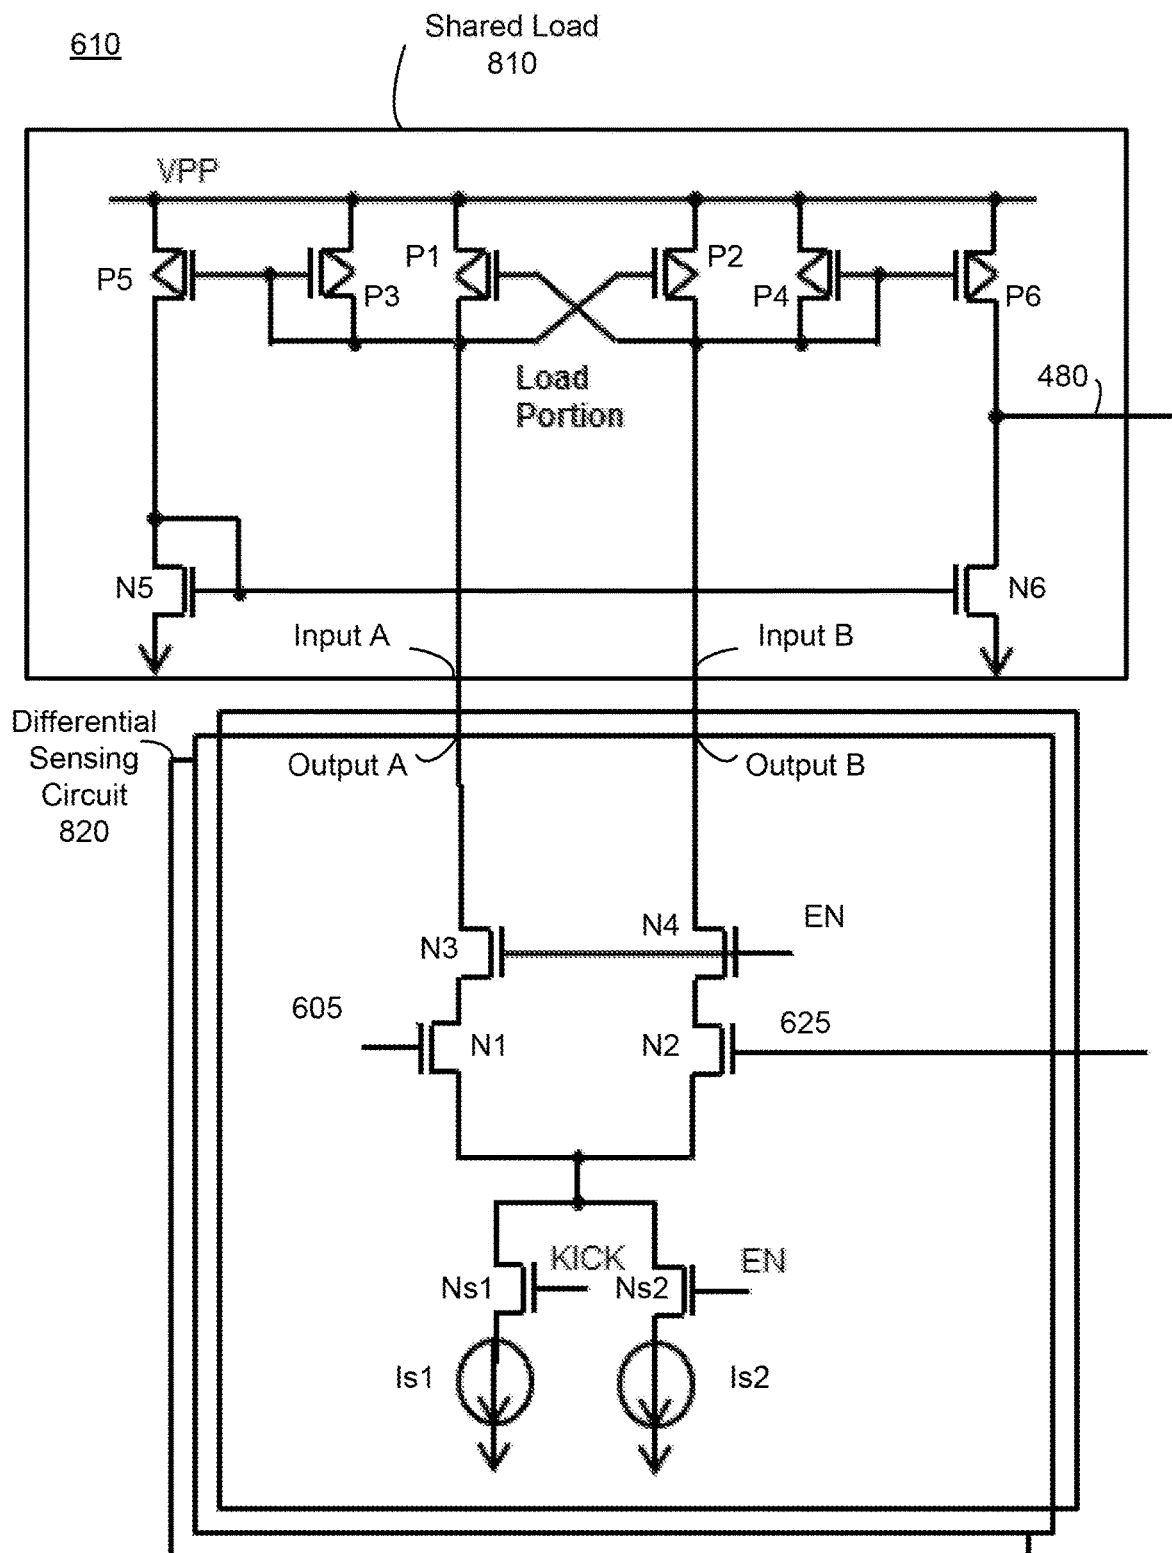 610
Shared Load
810
VPP
P5
P3
P1
P2
P4
P6
Load
Portion
480
N5
N6
Input A
Input B
Differential
Sensing
Circuit
820
Output A
Output B
N3
N4
EN
605
N1
N2
625
KICK
EN
Ns1
Ns2
Is1
Is2